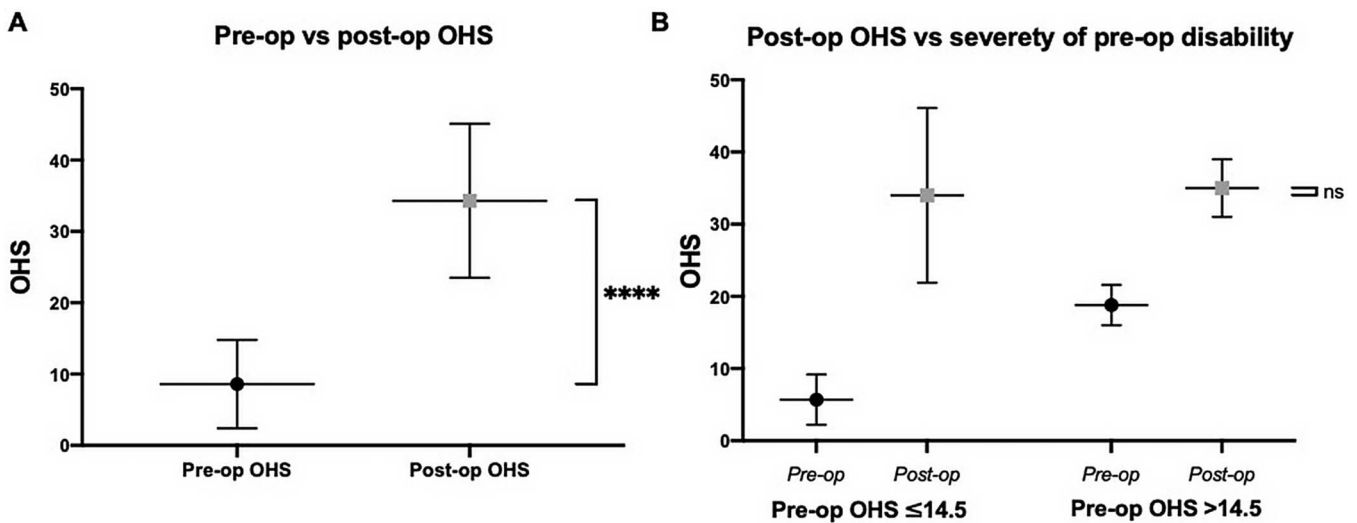 A
Pre-op vs post-op OHS
50
40
30
20
10
0
OHS
****
Pre-op OHS
Post-op OHS
B
Post-op OHS vs severety of pre-op disability
50
40
30
20
10
0
OHS
ns
Pre-op Post-op Pre-op Post-op
Pre-op OHS ≤14.5 Pre-op OHS >14.5